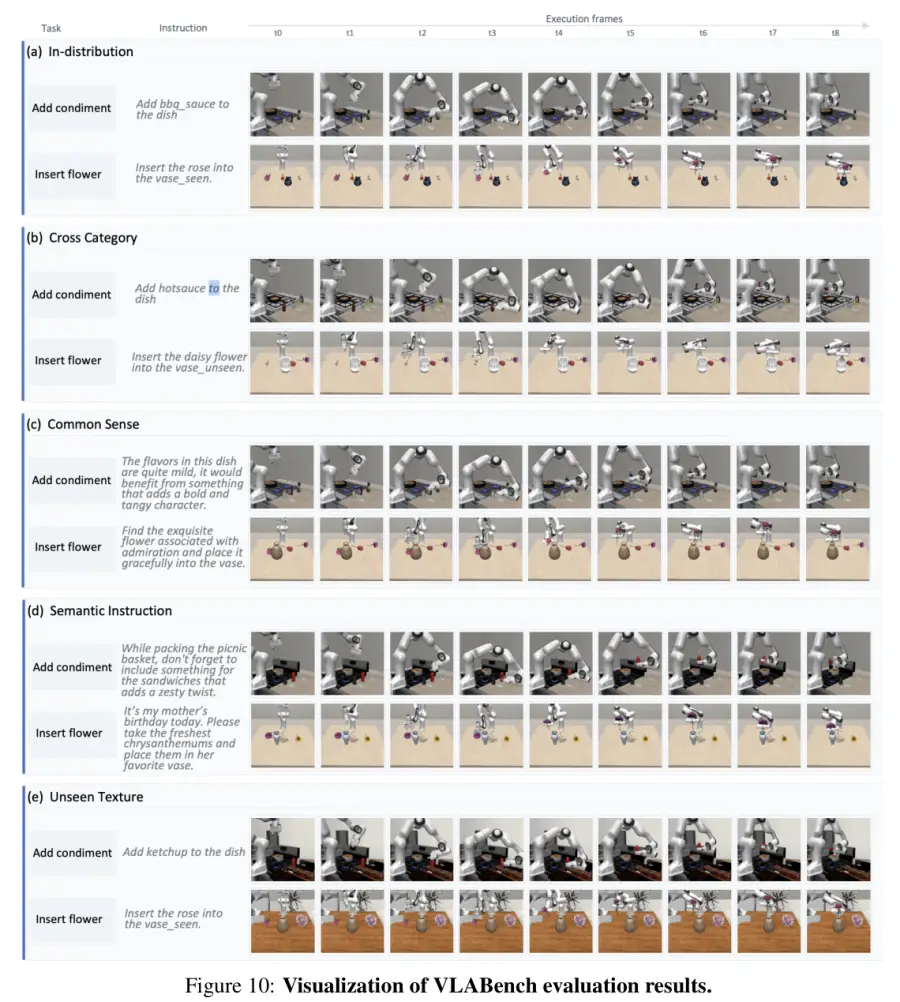 Task
Instruction
Execution frames
t0 t1 t2 t3 t4 t5 t6 t7 t8
(a) In-distribution
Add condiment
Add bbq_sauce to
the dish
Insert flower
Insert the rose into
the vase_seen.
(b) Cross Category
Add condiment
Add hotsauce to the
dish
Insert flower
Insert the daisy flower
into the vase_unseen.
(c) Common Sense
Add condiment
The flavors in this dish
are quite mild, it would
benefit from something
that adds a bold and
tangy character.
Insert flower
Find the exquisite
flower associated with
admiration and place it
gracefully into the vase.
(d) Semantic Instruction
Add condiment
While packing the picnic
basket, don't forget to
include something for
the sandwiches that
adds a zesty twist.
Insert flower
It's my mother's
birthday today. Please
take the freshest
chrysanthemums and
place them in her
favorite vase.
(e) Unseen Texture
Add condiment
Add ketchup to the dish
Insert flower
Insert the rose into
the vase_seen.
Figure 10: Visualization of VLABench evaluation results.